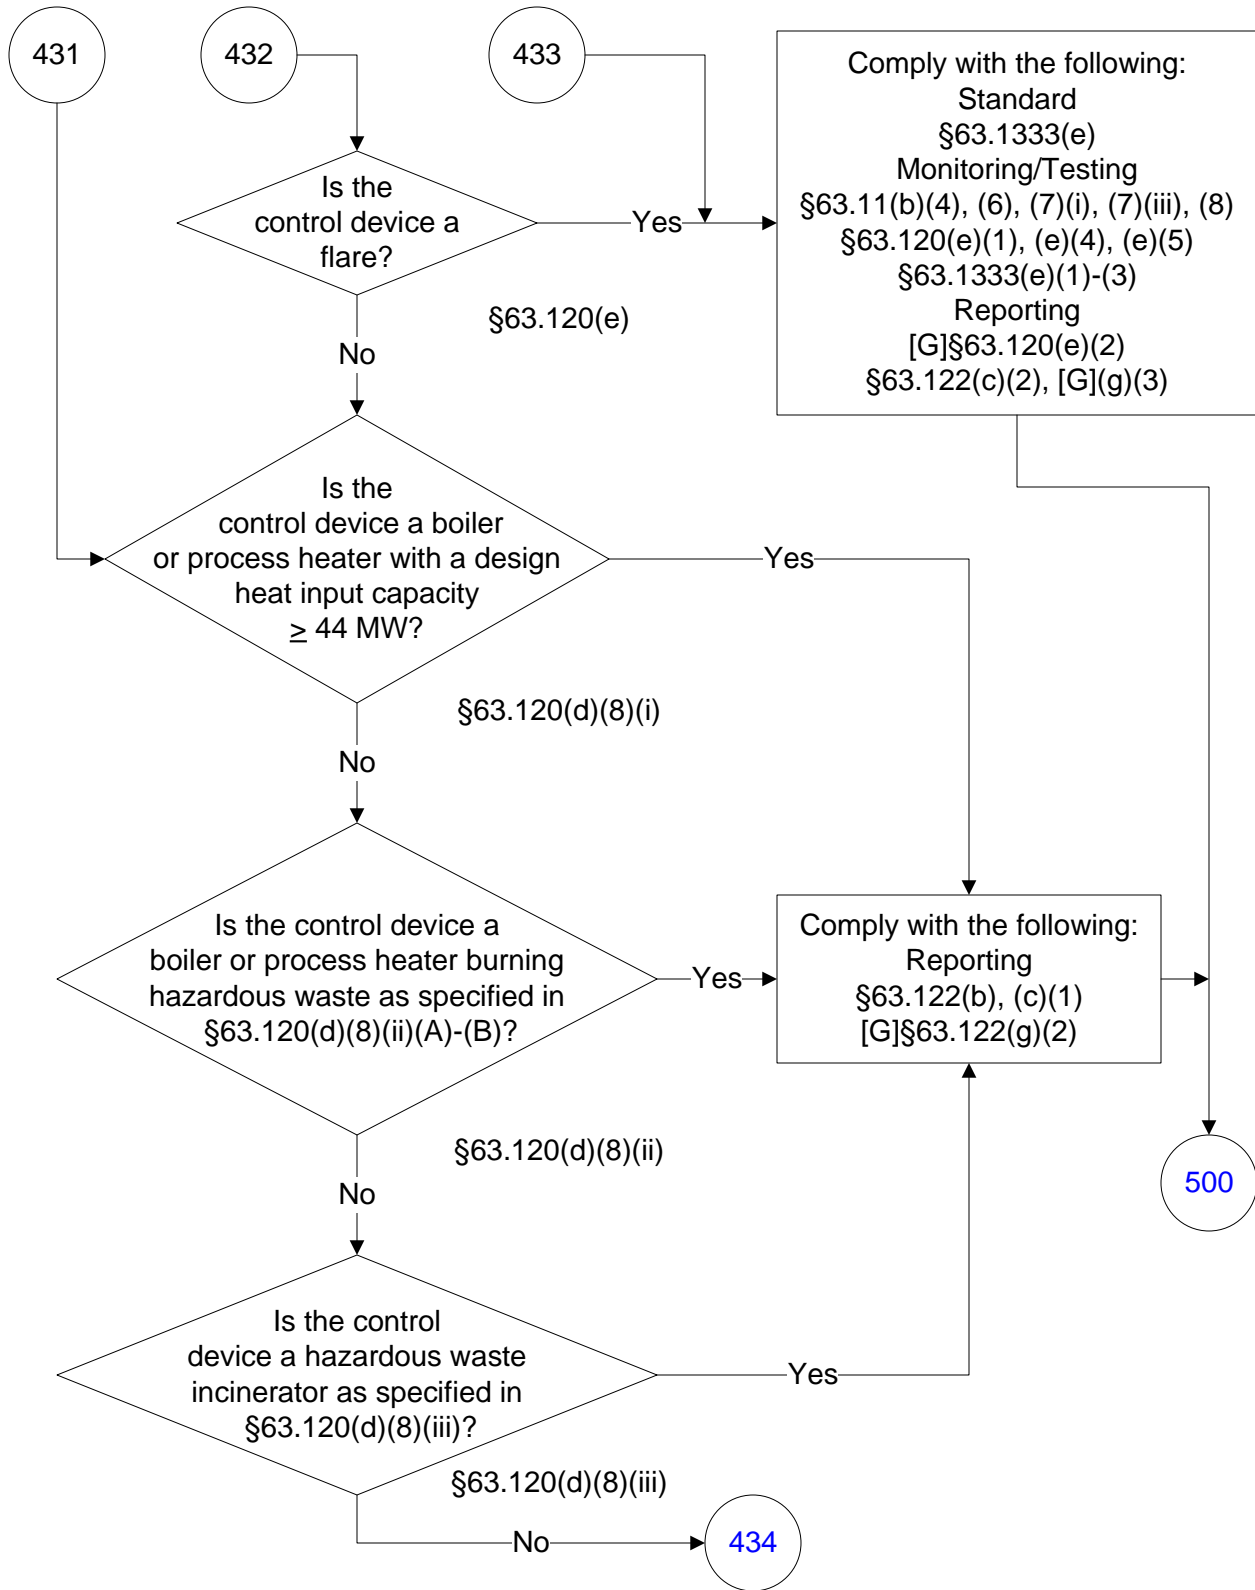 431
432
433
Comply with the following:
Standard
§63.1333(e)
Monitoring/Testing
§63.11(b)(4), (6), (7)(i), (7)(iii), (8)
§63.120(e)(1), (e)(4), (e)(5)
§63.1333(e)(1)-(3)
Reporting
[G]§63.120(e)(2)
§63.122(c)(2), [G](g)(3)
Is the
control device a
flare?
Yes
§63.120(e)
No
Is the
control device a boiler
or process heater with a design
heat input capacity
≥ 44 MW?
Yes
§63.120(d)(8)(i)
No
Is the control device a
boiler or process heater burning
hazardous waste as specified in
§63.120(d)(8)(ii)(A)-(B)?
Yes
Comply with the following:
Reporting
§63.122(b), (c)(1)
[G]§63.122(g)(2)
§63.120(d)(8)(ii)
No
500
Is the control
device a hazardous waste
incinerator as specified in
§63.120(d)(8)(iii)?
Yes
§63.120(d)(8)(iii)
No
434